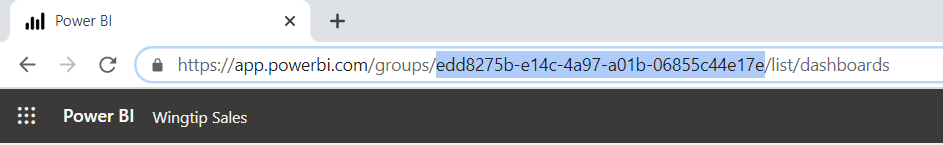 Power BI
https://app.powerbi.com/groups/edd8275b-e14c-4a97-a01b-06855c44e17e/list/dashboards
Power BI Wingtip Sales